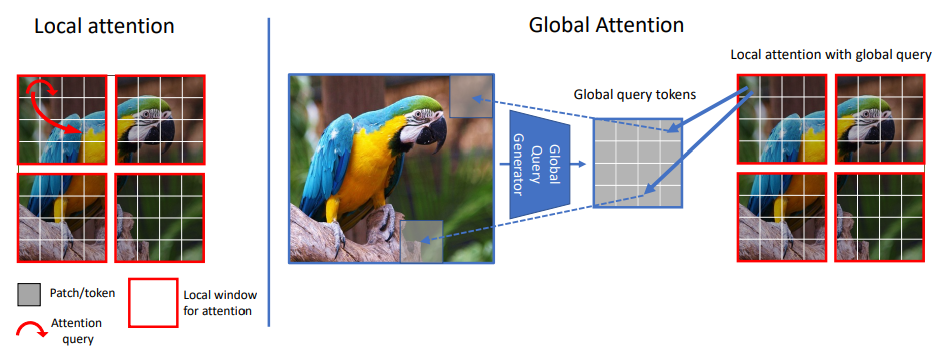 Local attention
Global Attention
Local attention with global query
Global query tokens
Global
Query
Generator
Patch/token
Attention
query
Local window
for attention